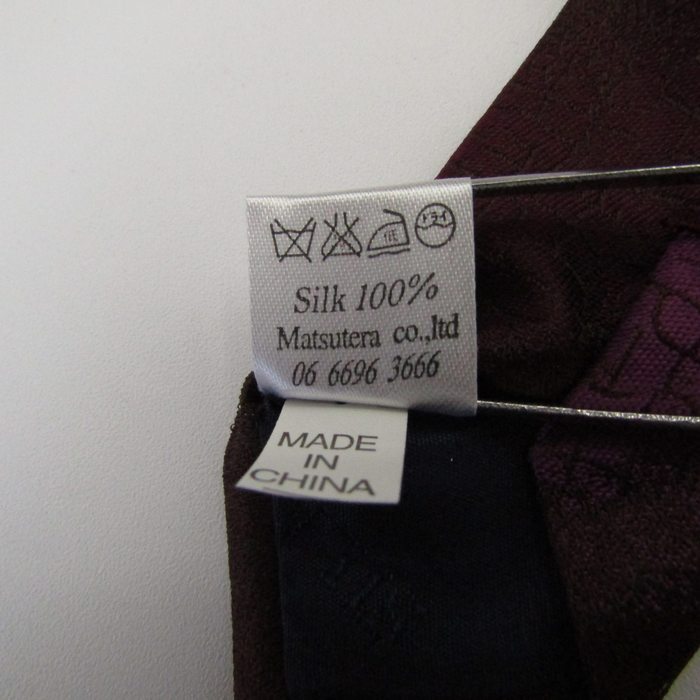 Silk 100%
Matsutera co.,ltd
06 6696 3666
MADE
IN
CHINA